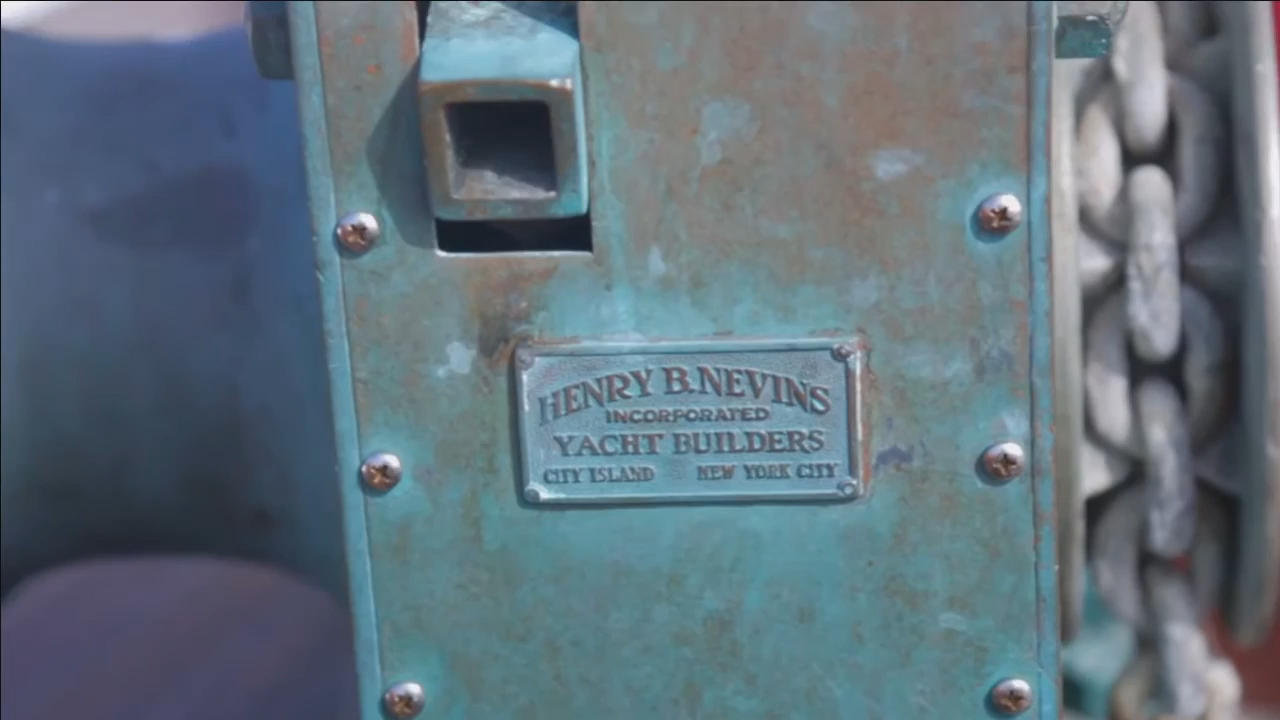 HENRY B. NEVINS
INCORPORATED
YACHT BUILDERS
CITY ISLAND NEW YORK CITY